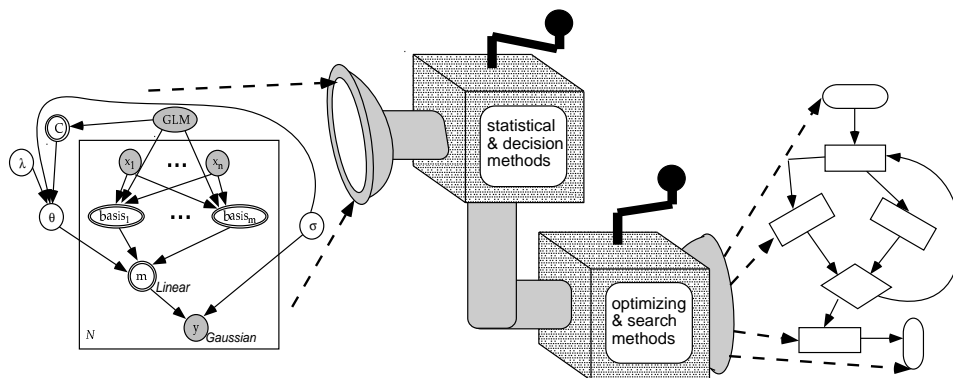 C
GLM
λ
x1
...
xn
θ
basis1
...
basism
σ
m
Linear
y
Gaussian
N
statistical
& decision
methods
optimizing
& search
methods